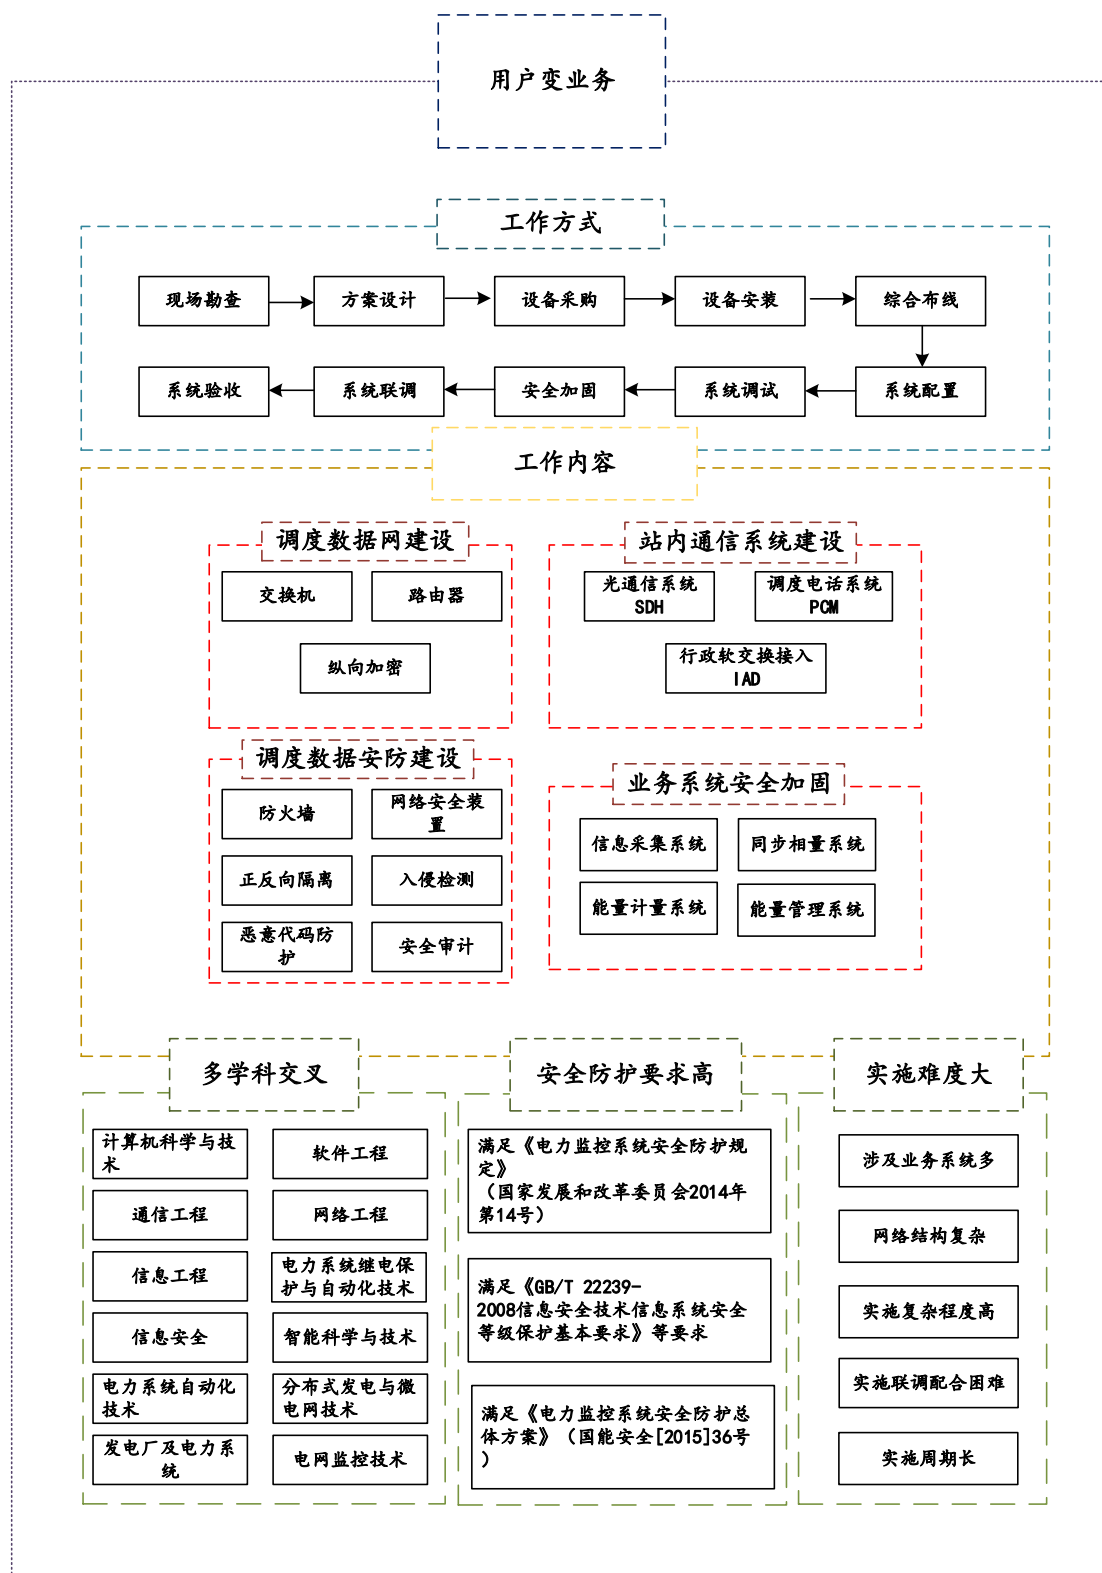 用户变业务
工作方式
现场勘查
方案设计
设备采购
设备安装
综合布线
系统验收
系统联调
安全加固
系统调试
系统配置
工作内容
调度数据网建设
交换机
路由器
纵向加密
站内通信系统建设
光通信系统
SDH
调度电话系统
PCM
行政软交换接入
IAD
调度数据安防建设
防火墙
网络安全装
置
正反向隔离
入侵检测
恶意代码防
护
安全审计
业务系统安全加固
信息采集系统
同步相量系统
能量计量系统
能量管理系统
多学科交叉
计算机科学与技
术
软件工程
通信工程
网络工程
信息工程
电力系统继电保
护与自动化技术
信息安全
智能科学与技术
电力系统自动化
技术
分布式发电与微
电网技术
发电厂及电力系
统
电网监控技术
安全防护要求高
满足《电力监控系统安全防护规
定》
（国家发展和改革委员会2014年
第14号）
满足《GB/T 22239-
2008信息安全技术信息系统安全
等级保护基本要求》等要求
满足《电力监控系统安全防护总
体方案》（国能安全[2015]36号
）
实施难度大
涉及业务系统多
网络结构复杂
实施复杂程度高
实施联调配合困难
实施周期长